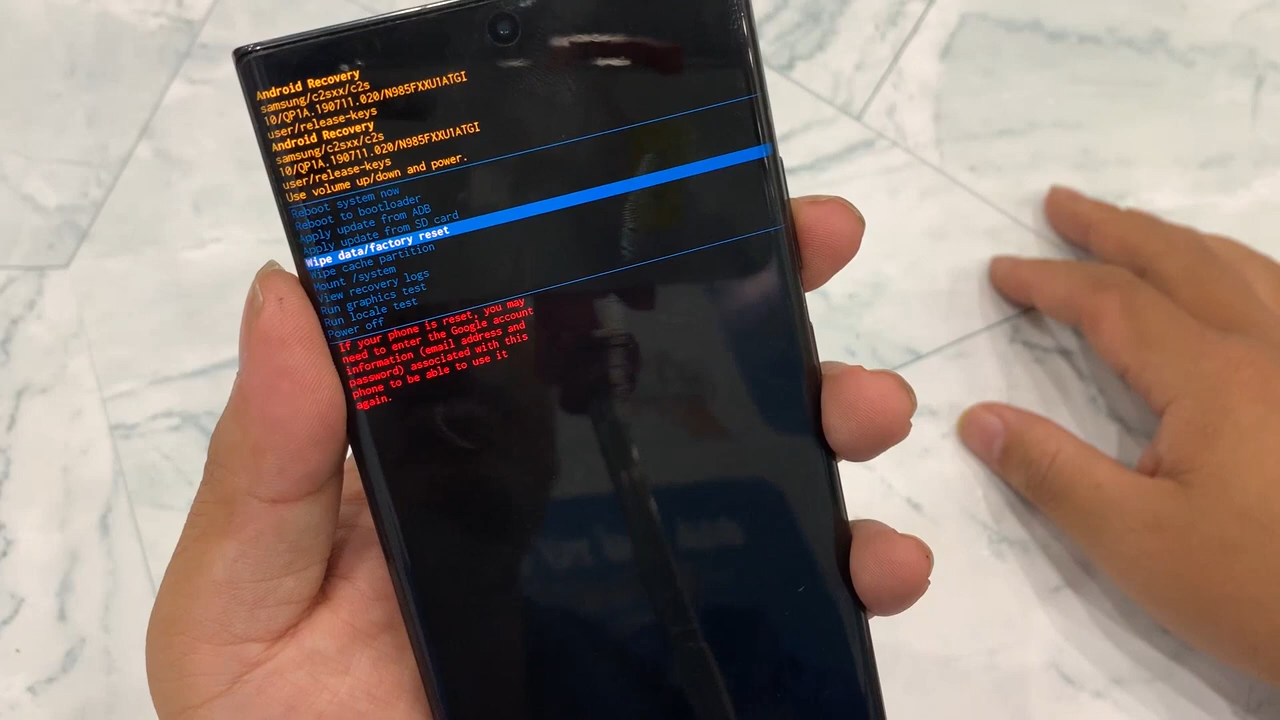 Android Recovery
samsung/c2sxx/c2s
10/QP1A.190711.020/N985FXXU1ATGI
user/release-keys
Android Recovery
samsung/c2sxx/c2s
10/QP1A.190711.020/N985FXXU1ATGI
user/release-keys
Use volume up/down and power.
Reboot system now
Reboot to bootloader
Apply update from ADB
Apply update from SD card
Wipe data/factory reset
Wipe cache partition
Mount /system
View recovery logs
Run graphics test
Run locale test
Power off
If your phone is reset, you may
need to enter the Google account
information (email address and
password) associated with this
phone to be able to use it
again.